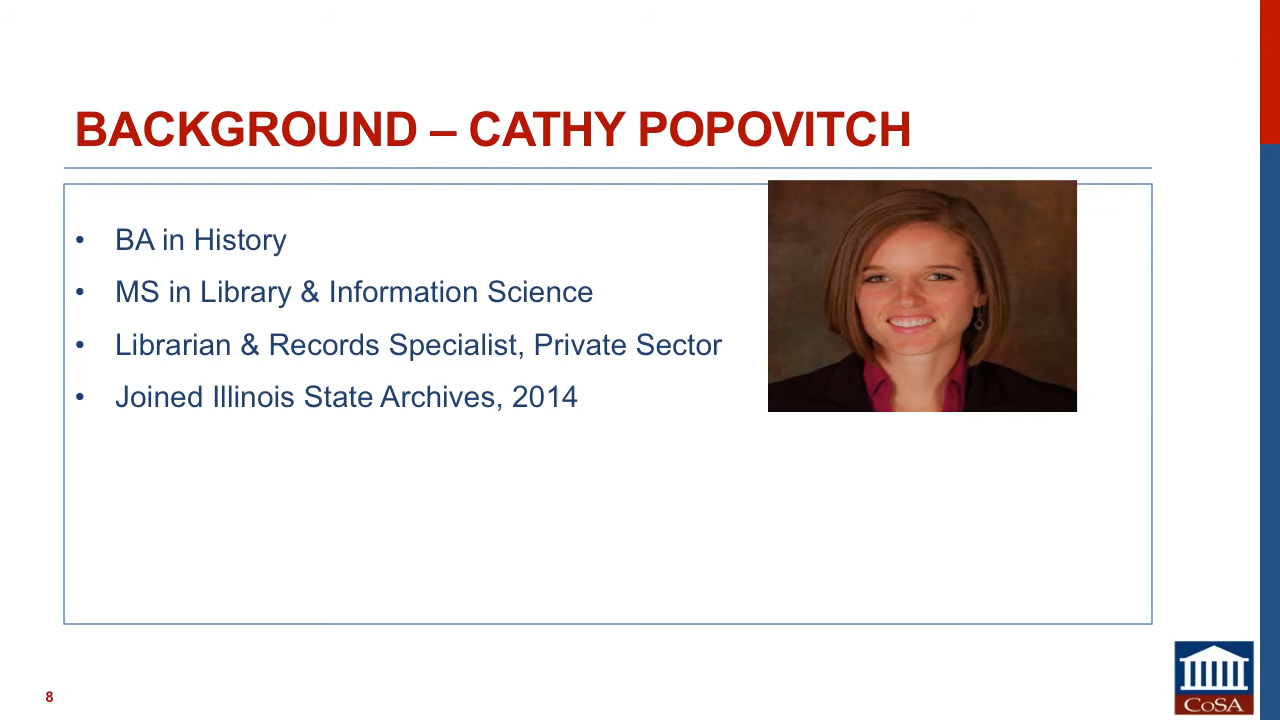 BACKGROUND – CATHY POPOVITCH
• BA in History
• MS in Library & Information Science
• Librarian & Records Specialist, Private Sector
• Joined Illinois State Archives, 2014
8
CoSA